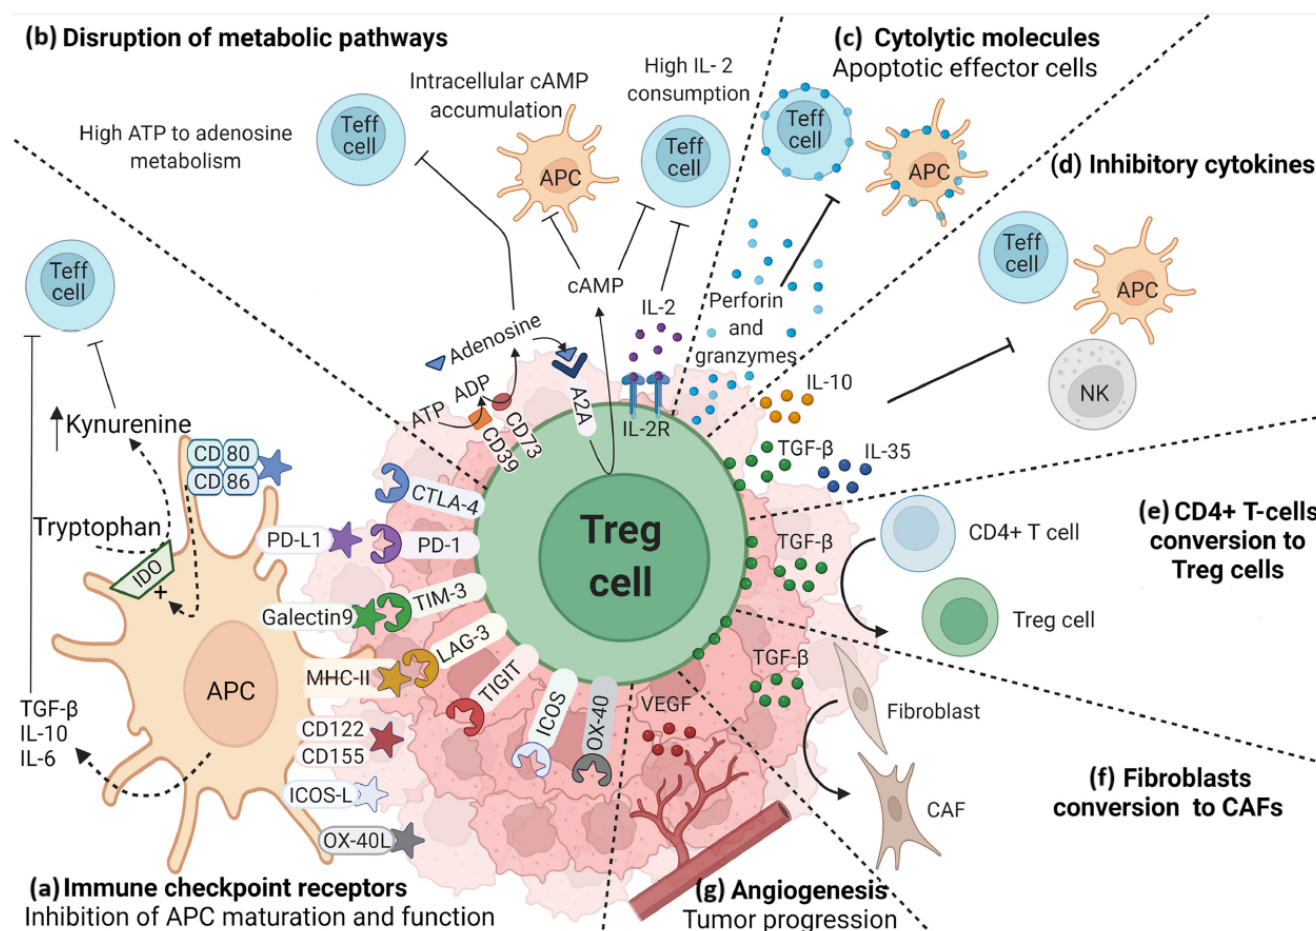 (b) Disruption of metabolic pathways
High ATP to adenosine
metabolism
Teff
cell
Intracellular cAMP
accumulation
APC
High IL- 2
consumption
Teff
cell
cAMP
IL-2
Adenosine
ATP
ADP
CD39
CD73
A2A
IL-2R
(c) Cytolytic molecules
Apoptotic effector cells
Teff
cell
APC
Perforin
and
granzymes
(d) Inhibitory cytokines
Teff
cell
APC
NK
IL-10
TGF-β
IL-35
(e) CD4+ T-cells
conversion to
Treg cells
TGF-β
CD4+ T cell
Treg cell
(f) Fibroblasts
conversion to CAFs
TGF-β
Fibroblast
CAF
(g) Angiogenesis
Tumor progression
VEGF
Treg
cell
Teff
cell
Kynurenine
Tryptophan
IDO
+
CD 80
CD 86
APC
TGF-β
IL-10
IL-6
CTLA-4
PD-L1
PD-1
Galectin9
TIM-3
MHC-II
LAG-3
CD122
CD155
TIGIT
ICOS-L
ICOS
OX-40L
OX-40
(a) Immune checkpoint receptors
Inhibition of APC maturation and function